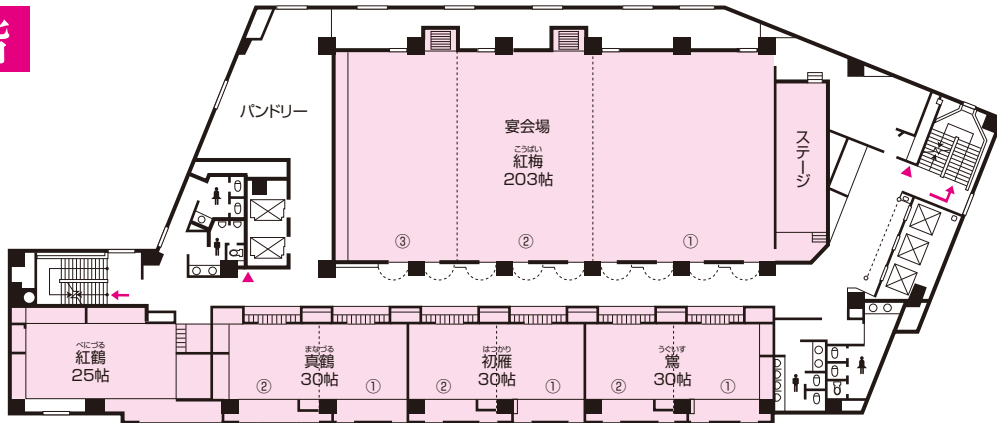 階
パンドリー
宴会場
こうばい
紅梅
203帖
ステージ
③
②
①
べにづる
紅鶴
25帖
まなづる
真鶴
30帖
②
①
はつかり
初雁
30帖
②
①
うぐいす
鴬
30帖
②
①